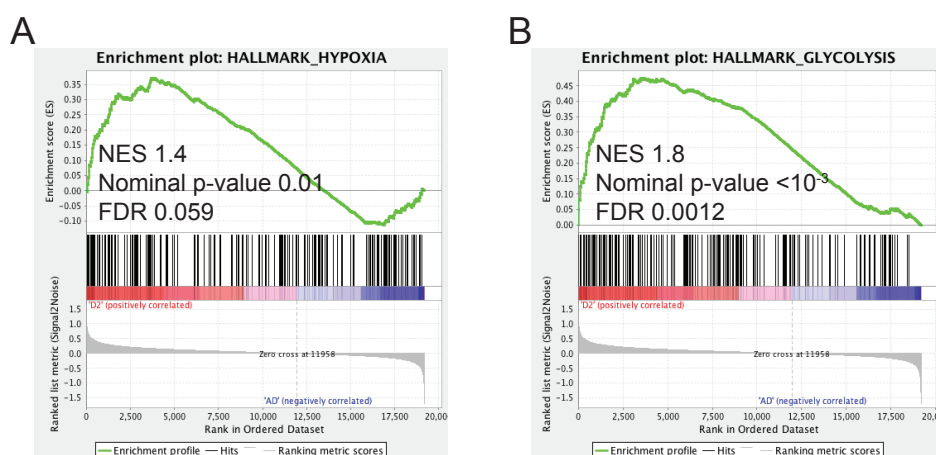 A
Enrichment plot: HALLMARK_HYPOXIA
Enrichment score (ES)
0.35
0.30
0.25
0.20
0.15
0.10
0.05
0.00
-0.05
-0.10
NES 1.4
Nominal p-value 0.01
FDR 0.059
'D2' (positively correlated)
Ranked list metric (Signal2Noise)
1.5
1.0
0.5
0.0
-0.5
-1.0
-1.5
Zero cross at 11958
'AD' (negatively correlated)
0 2,500 5,000 7,500 10,000 12,500 15,000 17,500 20,00
Rank in Ordered Dataset
Enrichment profile Hits Ranking metric scores
B
Enrichment plot: HALLMARK_GLYCOLYSIS
Enrichment score (ES)
0.45
0.40
0.35
0.30
0.25
0.20
0.15
0.10
0.05
0.00
NES 1.8
Nominal p-value <10⁻³
FDR 0.0012
'D2' (positively correlated)
Ranked list metric (Signal2Noise)
1.5
1.0
0.5
0.0
-0.5
-1.0
-1.5
Zero cross at 11958
'AD' (negatively correlated)
0 2,500 5,000 7,500 10,000 12,500 15,000 17,500 20,0
Rank in Ordered Dataset
Enrichment profile Hits Ranking metric scores